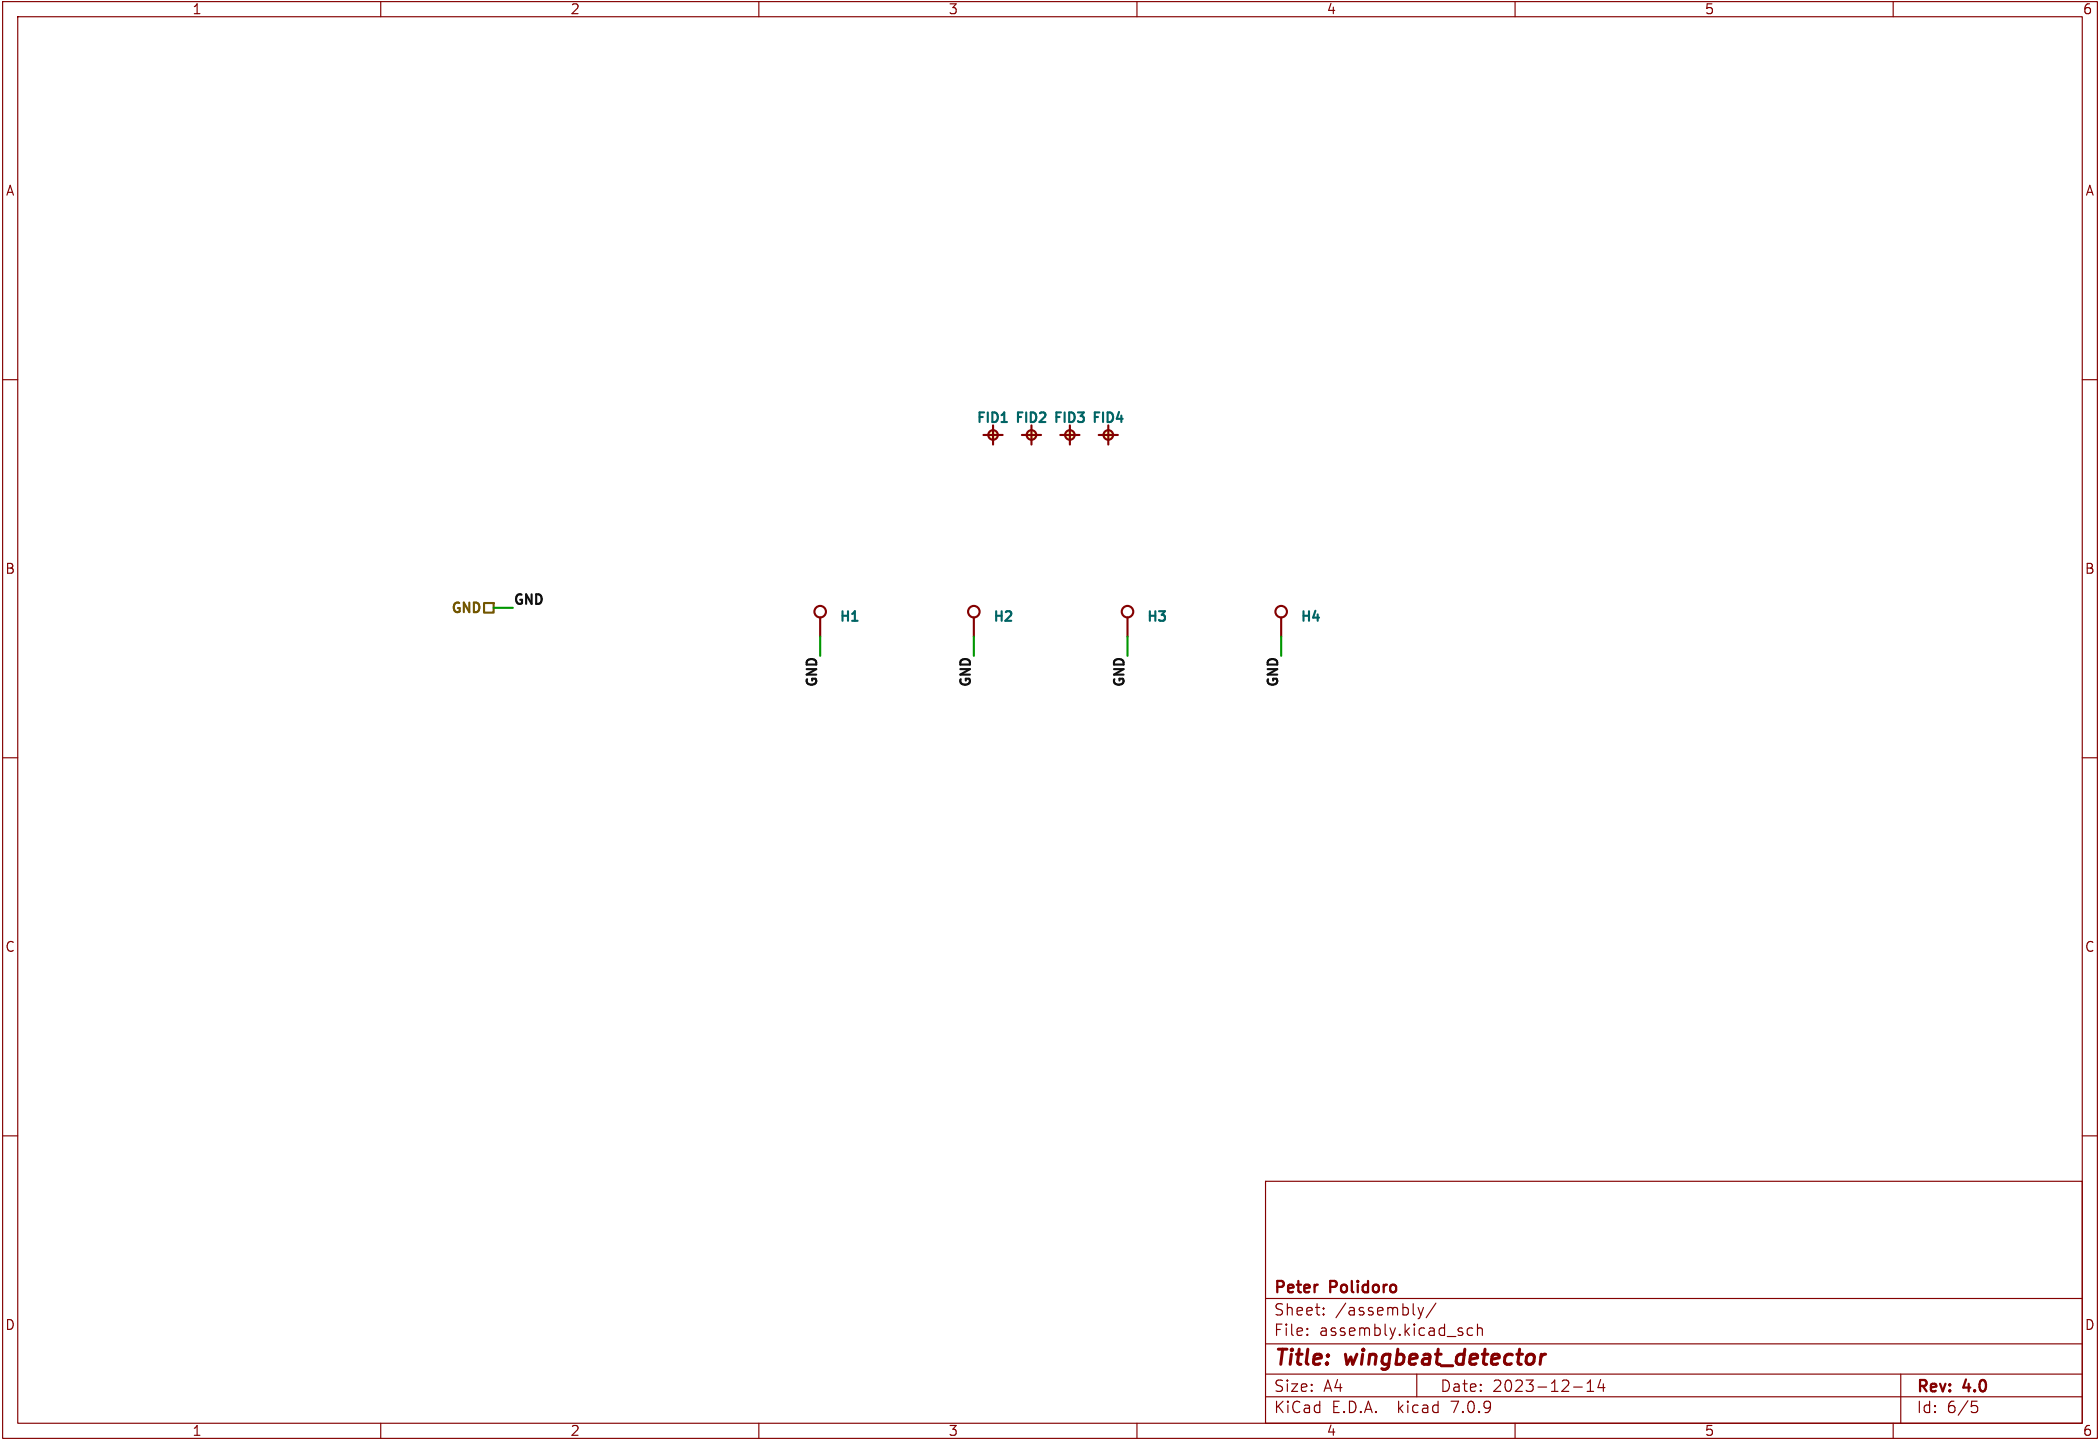 1 2 3 4 5 6
A A
FID1 FID2 FID3 FID4
B B
GND GND
H1 H2 H3 H4
GND GND GND GND
C C
Peter Polidoro
Sheet: /assembly/
File: assembly.kicad_sch
D D
Title: wingbeat_detector
Size: A4 Date: 2023-12-14 Rev: 4.0
KiCad E.D.A. kicad 7.0.9 Id: 6/5
1 2 3 4 5 6